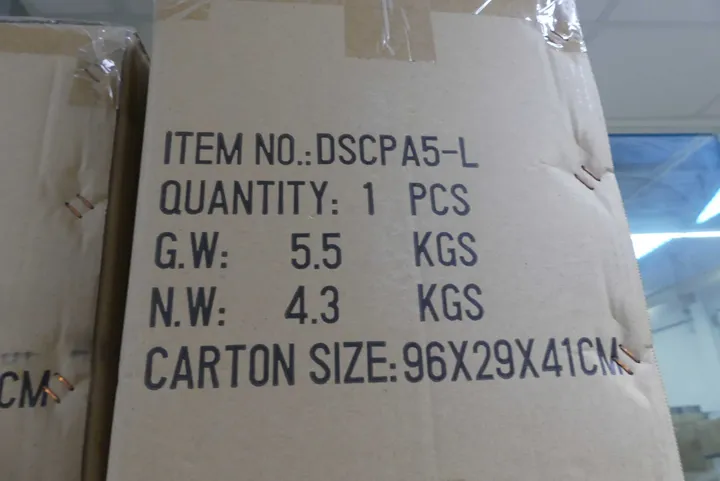 ITEM NO.:DSCPA5-L
QUANTITY: 1 PCS
G.W: 5.5 KGS
N.W: 4.3 KGS
CARTON SIZE:96X29X41CM
CM